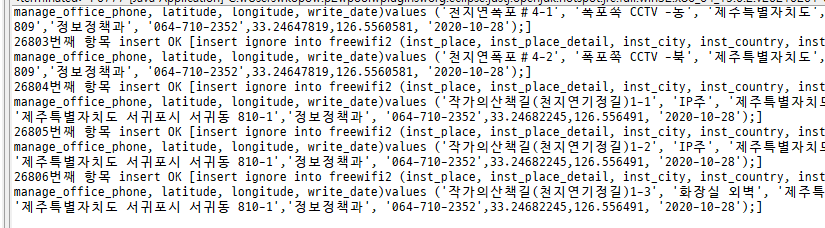 manage_office_phone, latitude, longitude, write_date)values ('천지연폭포#4-1', '폭포쪽 CCTV -동', '제주특별자치도',
809','정보정책과', '064-710-2352',33.24647819,126.5560581, '2020-10-28');]
26803번째 항목 insert OK [insert ignore into freewifi2 (inst_place, inst_place_detail, inst_city, inst_country, inst
manage_office_phone, latitude, longitude, write_date)values ('천지연폭포#4-2', '폭포쪽 CCTV -북', '제주특별자치도',
809','정보정책과', '064-710-2352',33.24647819,126.5560581, '2020-10-28');]
26804번째 항목 insert OK [insert ignore into freewifi2 (inst_place, inst_place_detail, inst_city, inst_country, inst
manage_office_phone, latitude, longitude, write_date)values ('작가의산책길(천지연기정길)1-1', 'IP주', '제주특별자치도
'제주특별자치도 서귀포시 서귀동 810-1','정보정책과', '064-710-2352',33.24682245,126.556491, '2020-10-28');]
26805번째 항목 insert OK [insert ignore into freewifi2 (inst_place, inst_place_detail, inst_city, inst_country, inst
manage_office_phone, latitude, longitude, write_date)values ('작가의산책길(천지연기정길)1-2', 'IP주', '제주특별자치도
'제주특별자치도 서귀포시 서귀동 810-1','정보정책과', '064-710-2352',33.24682245,126.556491, '2020-10-28');]
26806번째 항목 insert OK [insert ignore into freewifi2 (inst_place, inst_place_detail, inst_city, inst_country, inst
manage_office_phone, latitude, longitude, write_date)values ('작가의산책길(천지연기정길)1-3', '화장실 외벽', '제주특
'제주특별자치도 서귀포시 서귀동 810-1','정보정책과', '064-710-2352',33.24682245,126.556491, '2020-10-28');]